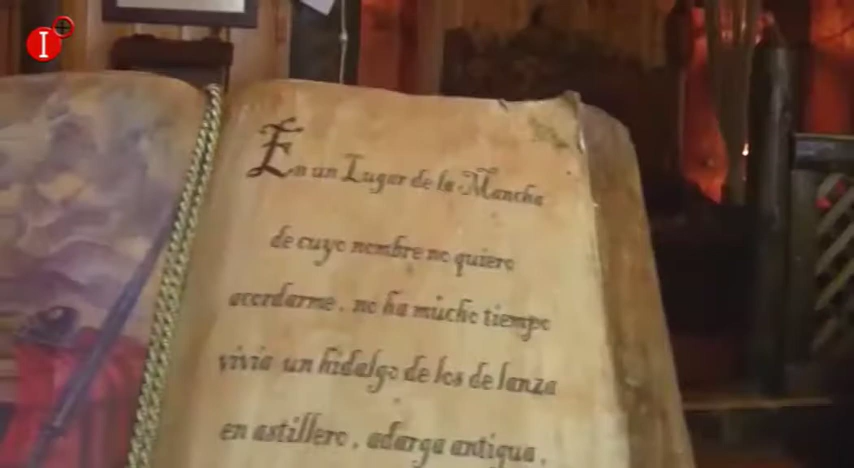 I+
En un Lugar de la Mancha
de cuyo nombre no quiero
acordarme, no ha mucho tiempo
vivia un hidalgo de los de lanza
en astillero, adarga antigua,